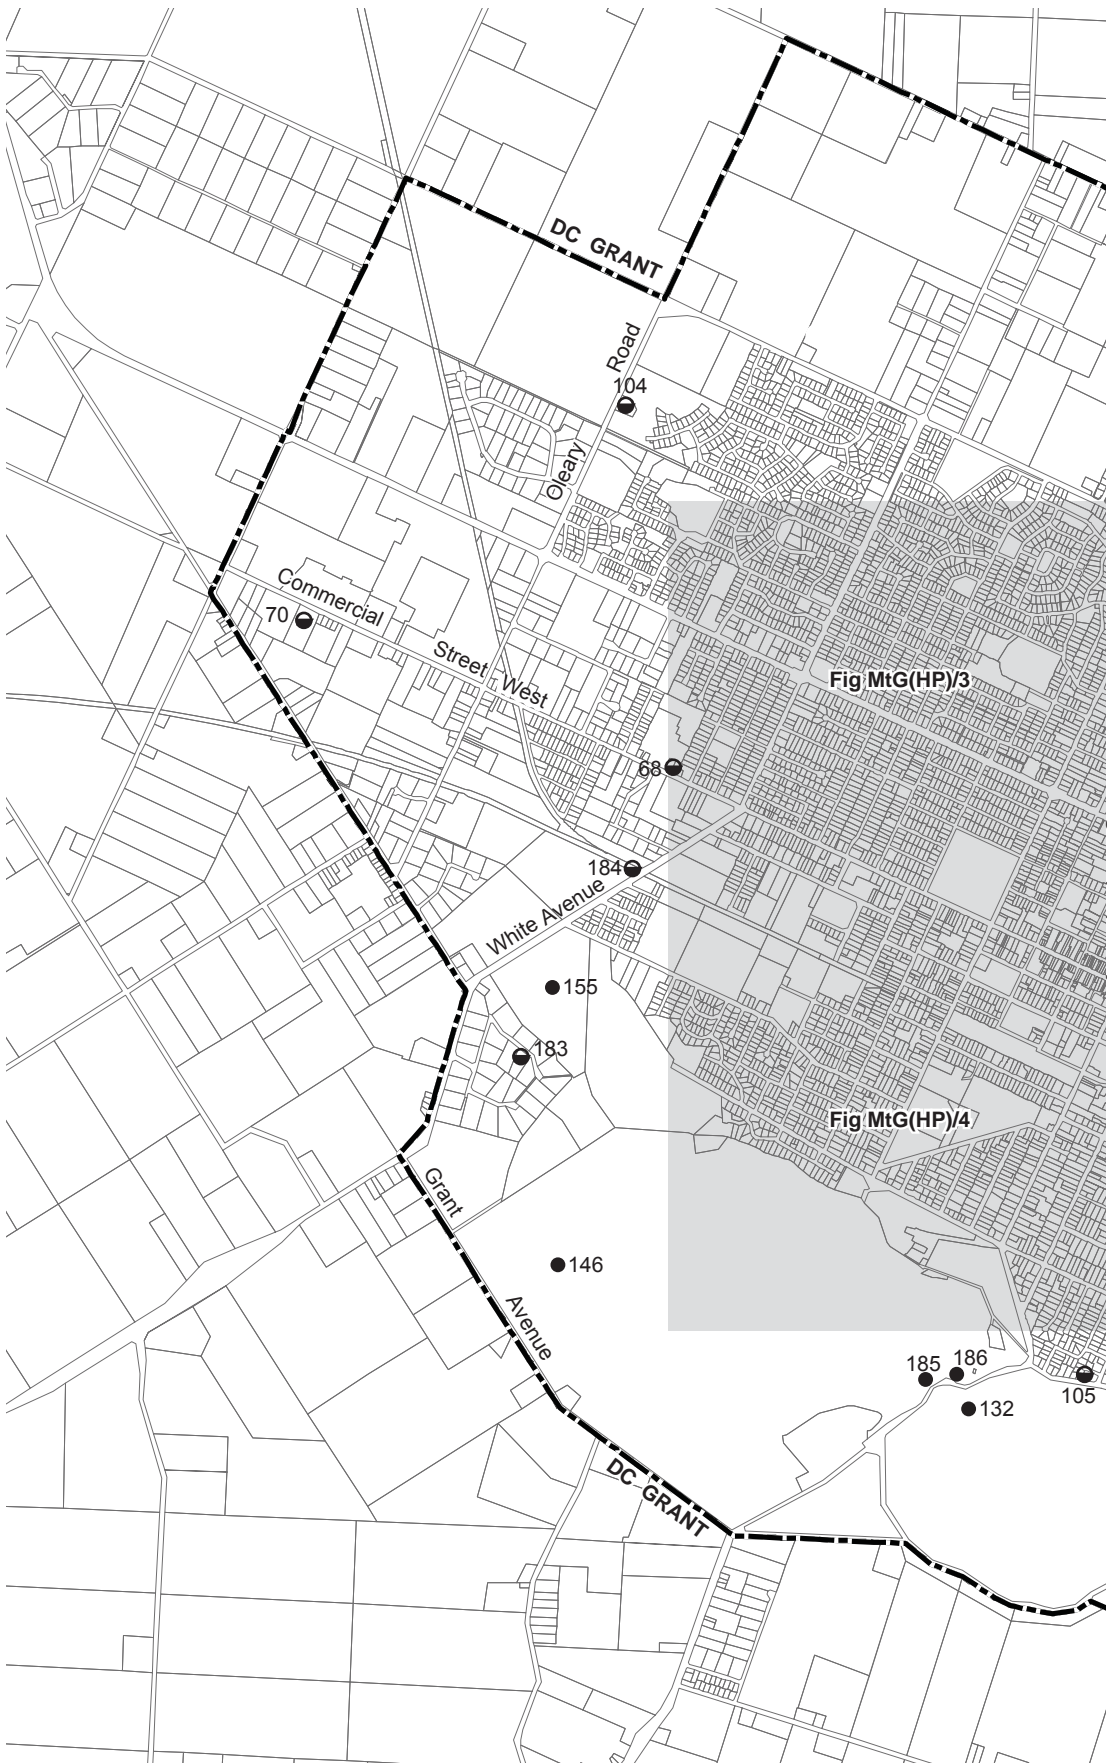 DC GRANT
Road
104
Oleary
Commercial
70
Street West
Fig MtG(HP)/3
68
184
White Avenue
155
183
Fig MtG(HP)/4
Grant
146
Avenue
185
186
105
132
DC GRANT